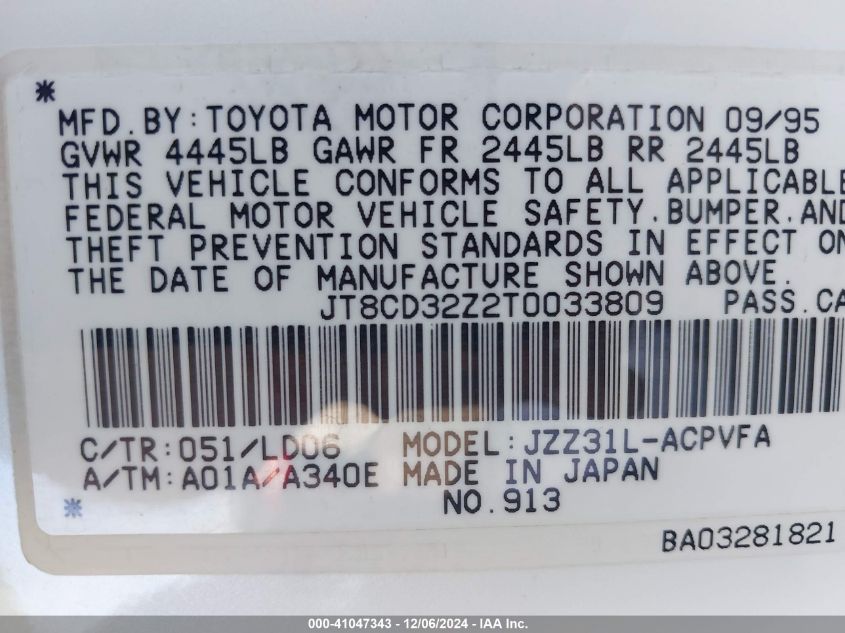 MFD.BY:TOYOTA MOTOR CORPORATION 09/95
GVWR 4445LB GAWR FR 2445LB RR 2445LB
THIS VEHICLE CONFORMS TO ALL APPLICABLE
FEDERAL MOTOR VEHICLE SAFETY.BUMPER.AND
THEFT PREVENTION STANDARDS IN EFFECT ON
THE DATE OF MANUFACTURE SHOWN ABOVE.
JT8CD32Z2T0033809 PASS.CA
C/TR:051/LD06 MODEL:JZZ31L-ACPVFA
A/TM:A01A/A340E MADE IN JAPAN
NO.913
BA03281821
000-41047343 - 12/06/2024 - IAA Inc.